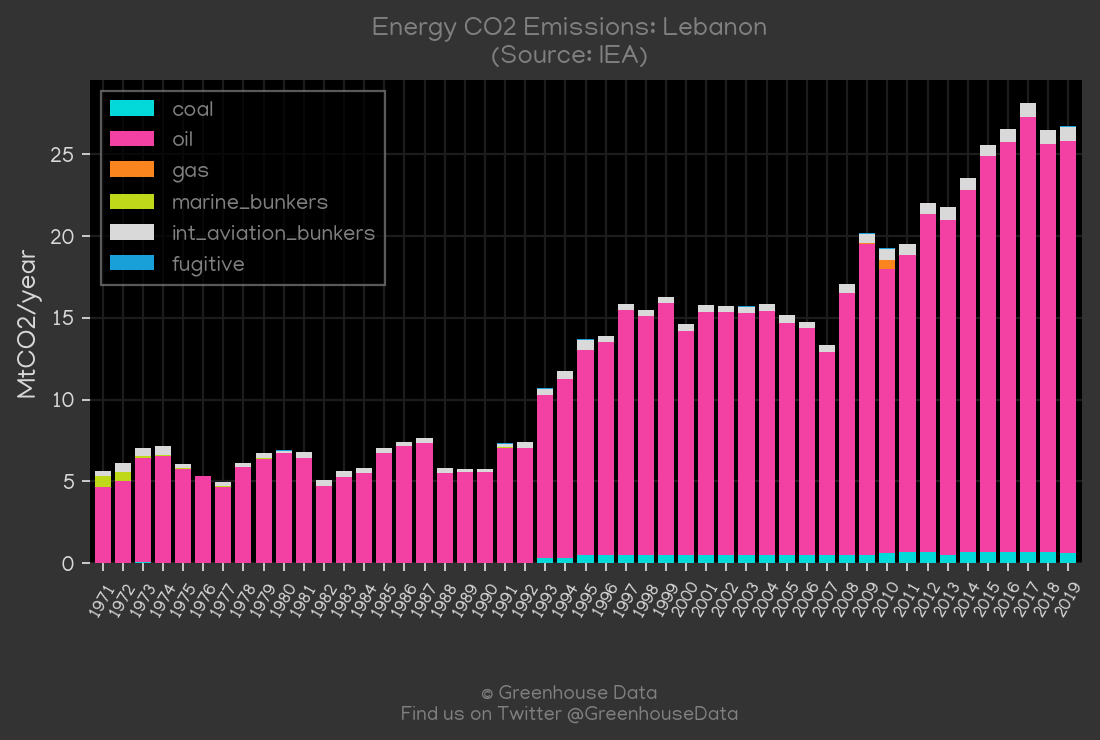 Energy CO2 Emissions: Lebanon
(Source: IEA)
coal
oil
gas
marine_bunkers
int_aviation_bunkers
fugitive
MtCO2/year
25
20
15
10
5
0
1971 1972 1973 1974 1975 1976 1977 1978 1979 1980 1981 1982 1983 1984 1985 1986 1987 1988 1989 1990 1991 1992 1993 1994 1995 1996 1997 1998 1999 2000 2001 2002 2003 2004 2005 2006 2007 2008 2009 2010 2011 2012 2013 2014 2015 2016 2017 2018 2019
© Greenhouse Data
Find us on Twitter @GreenhouseData